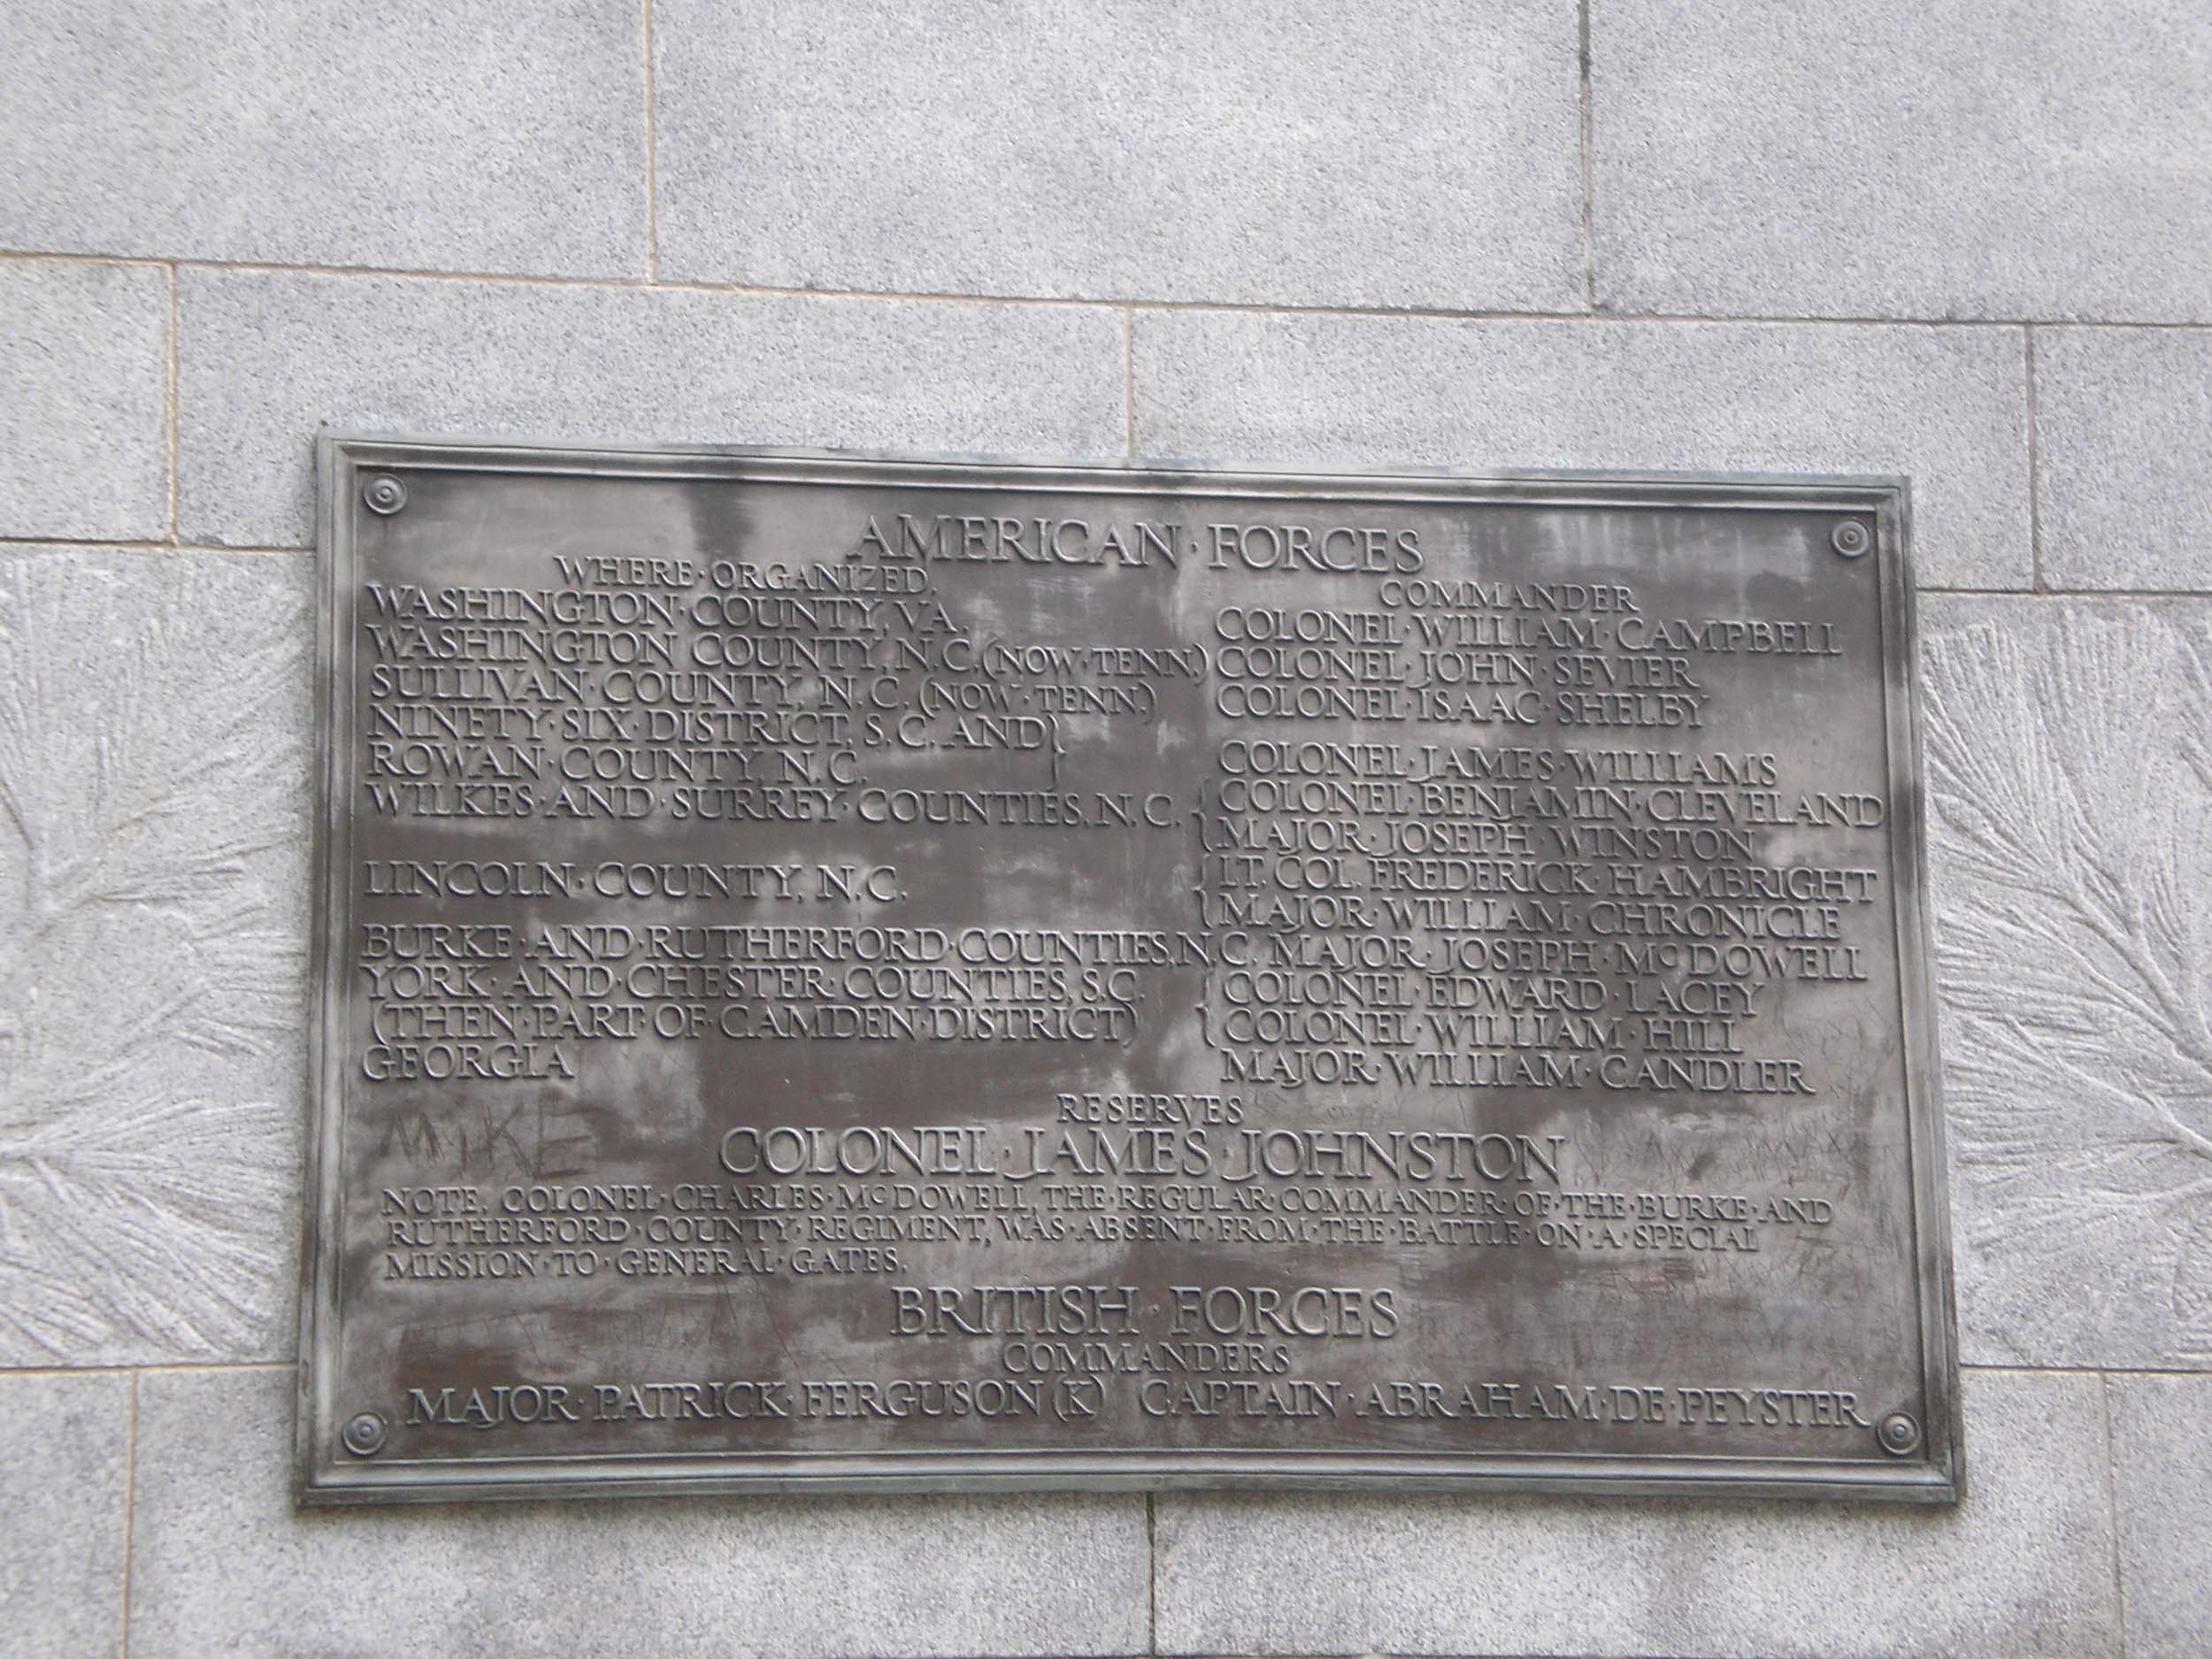 AMERICAN·FORCES
WHERE·ORGANIZED. COMMANDER
WASHINGTON·COUNTY, VA. COLONEL·WILLIAM·CAMPBELL
WASHINGTON COUNTY, N.C. (NOW·TENN.) COLONEL·JOHN·SEVIER
SULLIVAN·COUNTY, N.C. (NOW·TENN.) COLONEL·ISAAC·SHELBY
NINETY·SIX·DISTRICT, S.C. AND}
ROWAN·COUNTY, N.C. COLONEL·JAMES·WILLIAMS
WILKES·AND·SURREY·COUNTIES, N.C. { COLONEL·BENJAMIN·CLEVELAND
MAJOR·JOSEPH·WINSTON
LINCOLN·COUNTY, N.C. { LT. COL. FREDERICK·HAMBRIGHT
MAJOR·WILLIAM·CHRONICLE
BURKE·AND·RUTHERFORD·COUNTIES, N.C. MAJOR·JOSEPH·McDOWELL
YORK·AND·CHESTER·COUNTIES, S.C. { COLONEL·EDWARD·LACEY
(THEN·PART·OF·CAMDEN·DISTRICT) { COLONEL·WILLIAM·HILL
GEORGIA MAJOR·WILLIAM·CANDLER
RESERVES
MIKE
COLONEL·JAMES·JOHNSTON
NOTE. COLONEL·CHARLES·McDOWELL, THE·REGULAR·COMMANDER·OF·THE·BURKE·AND
RUTHERFORD·COUNTY·REGIMENT, WAS·ABSENT·FROM·THE·BATTLE·ON·A·SPECIAL
MISSION·TO·GENERAL·GATES.
BRITISH·FORCES
COMMANDERS
MAJOR·PATRICK·FERGUSON (K) CAPTAIN·ABRAHAM·DE·PEYSTER